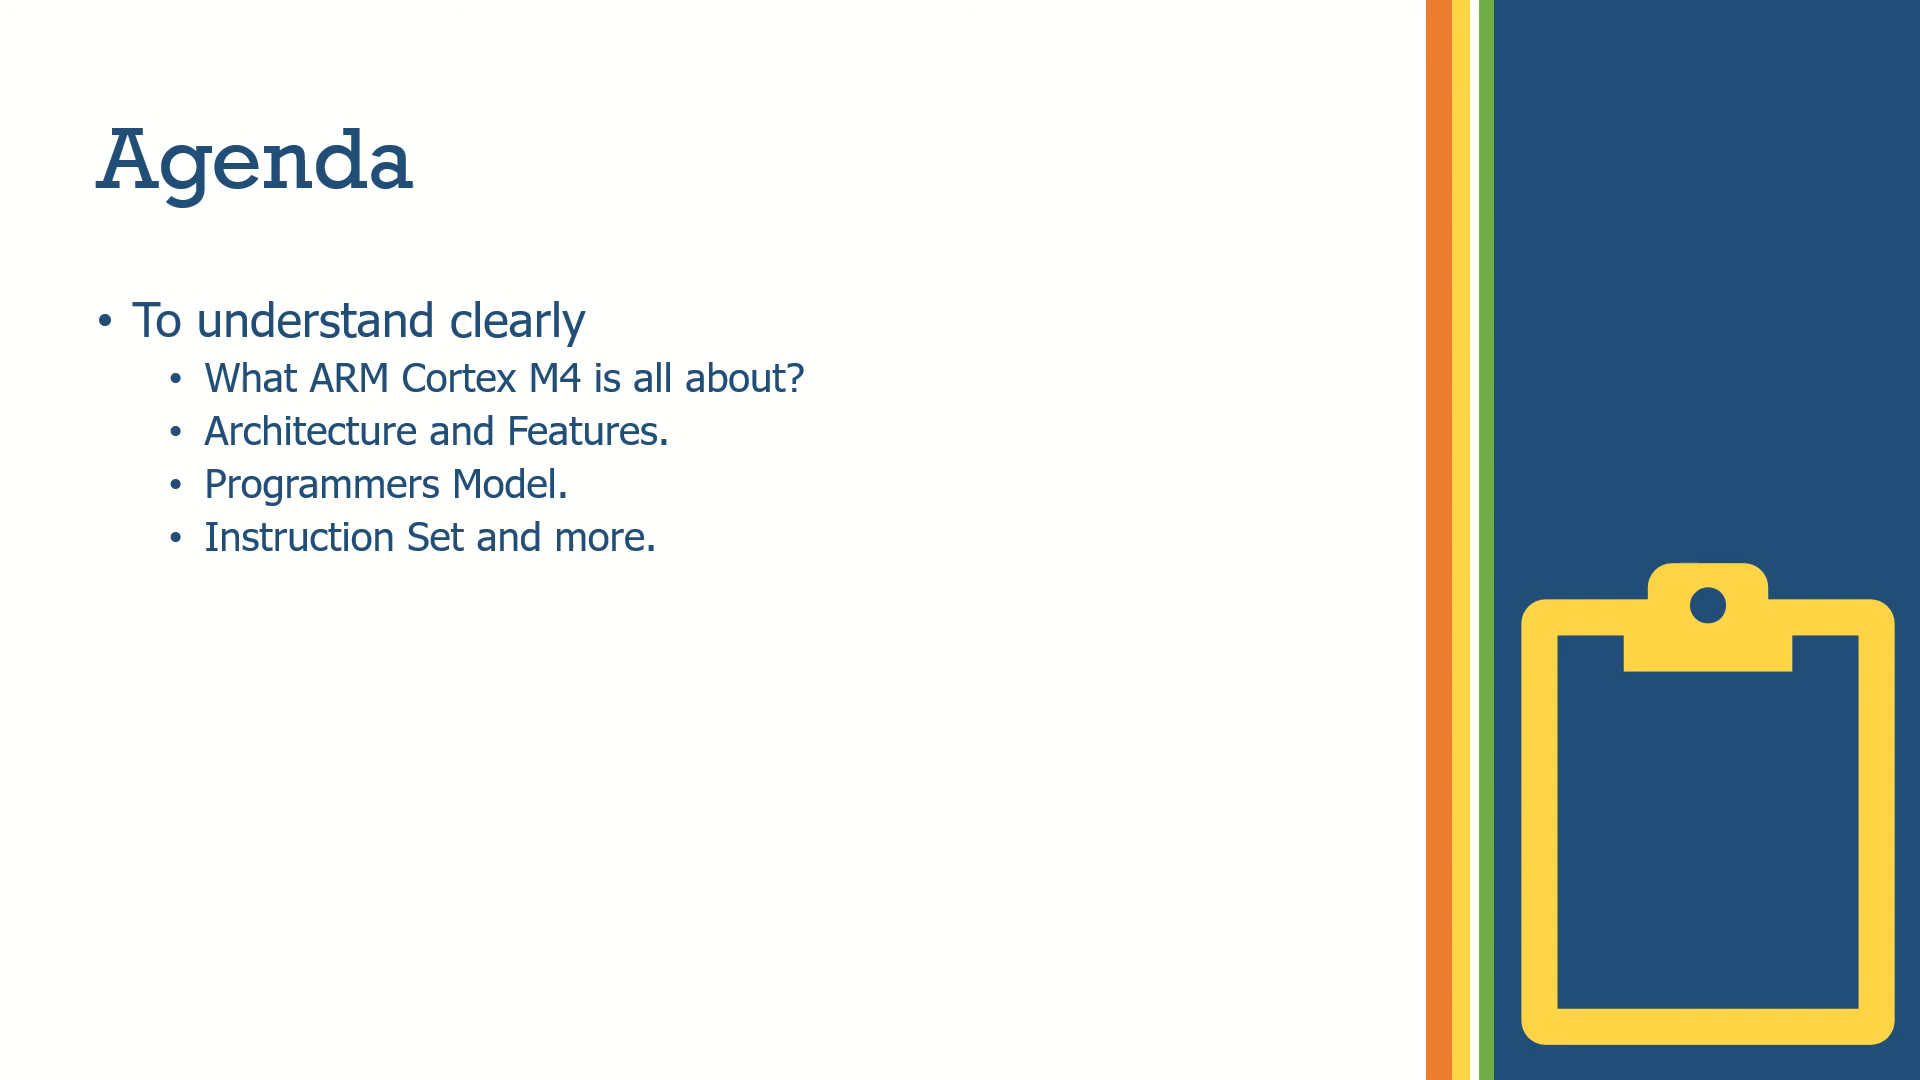 Agenda
• To understand clearly
• What ARM Cortex M4 is all about?
• Architecture and Features.
• Programmers Model.
• Instruction Set and more.